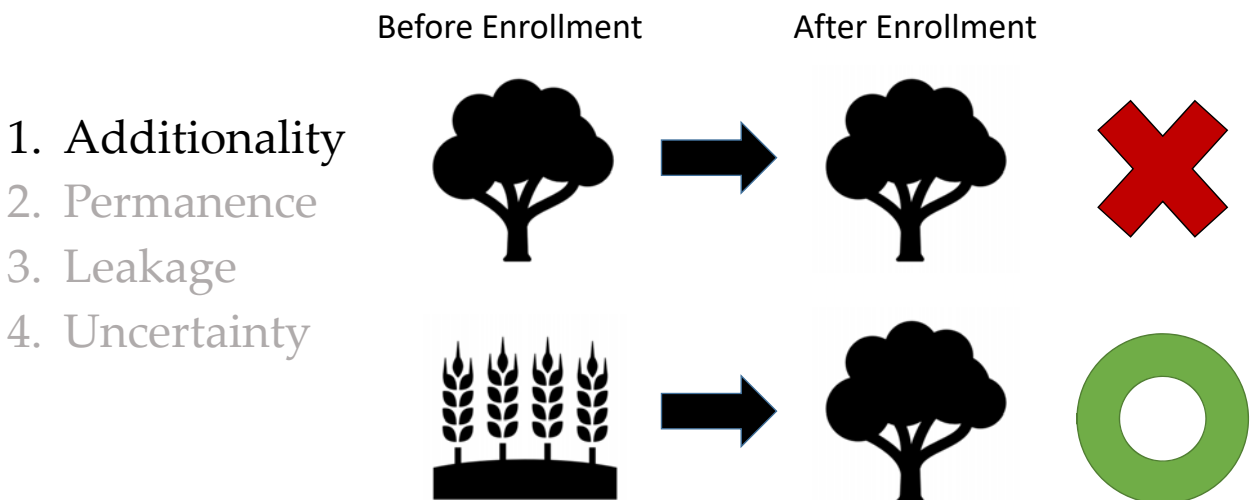 Before Enrollment
After Enrollment
1. Additionality
2. Permanence
3. Leakage
4. Uncertainty